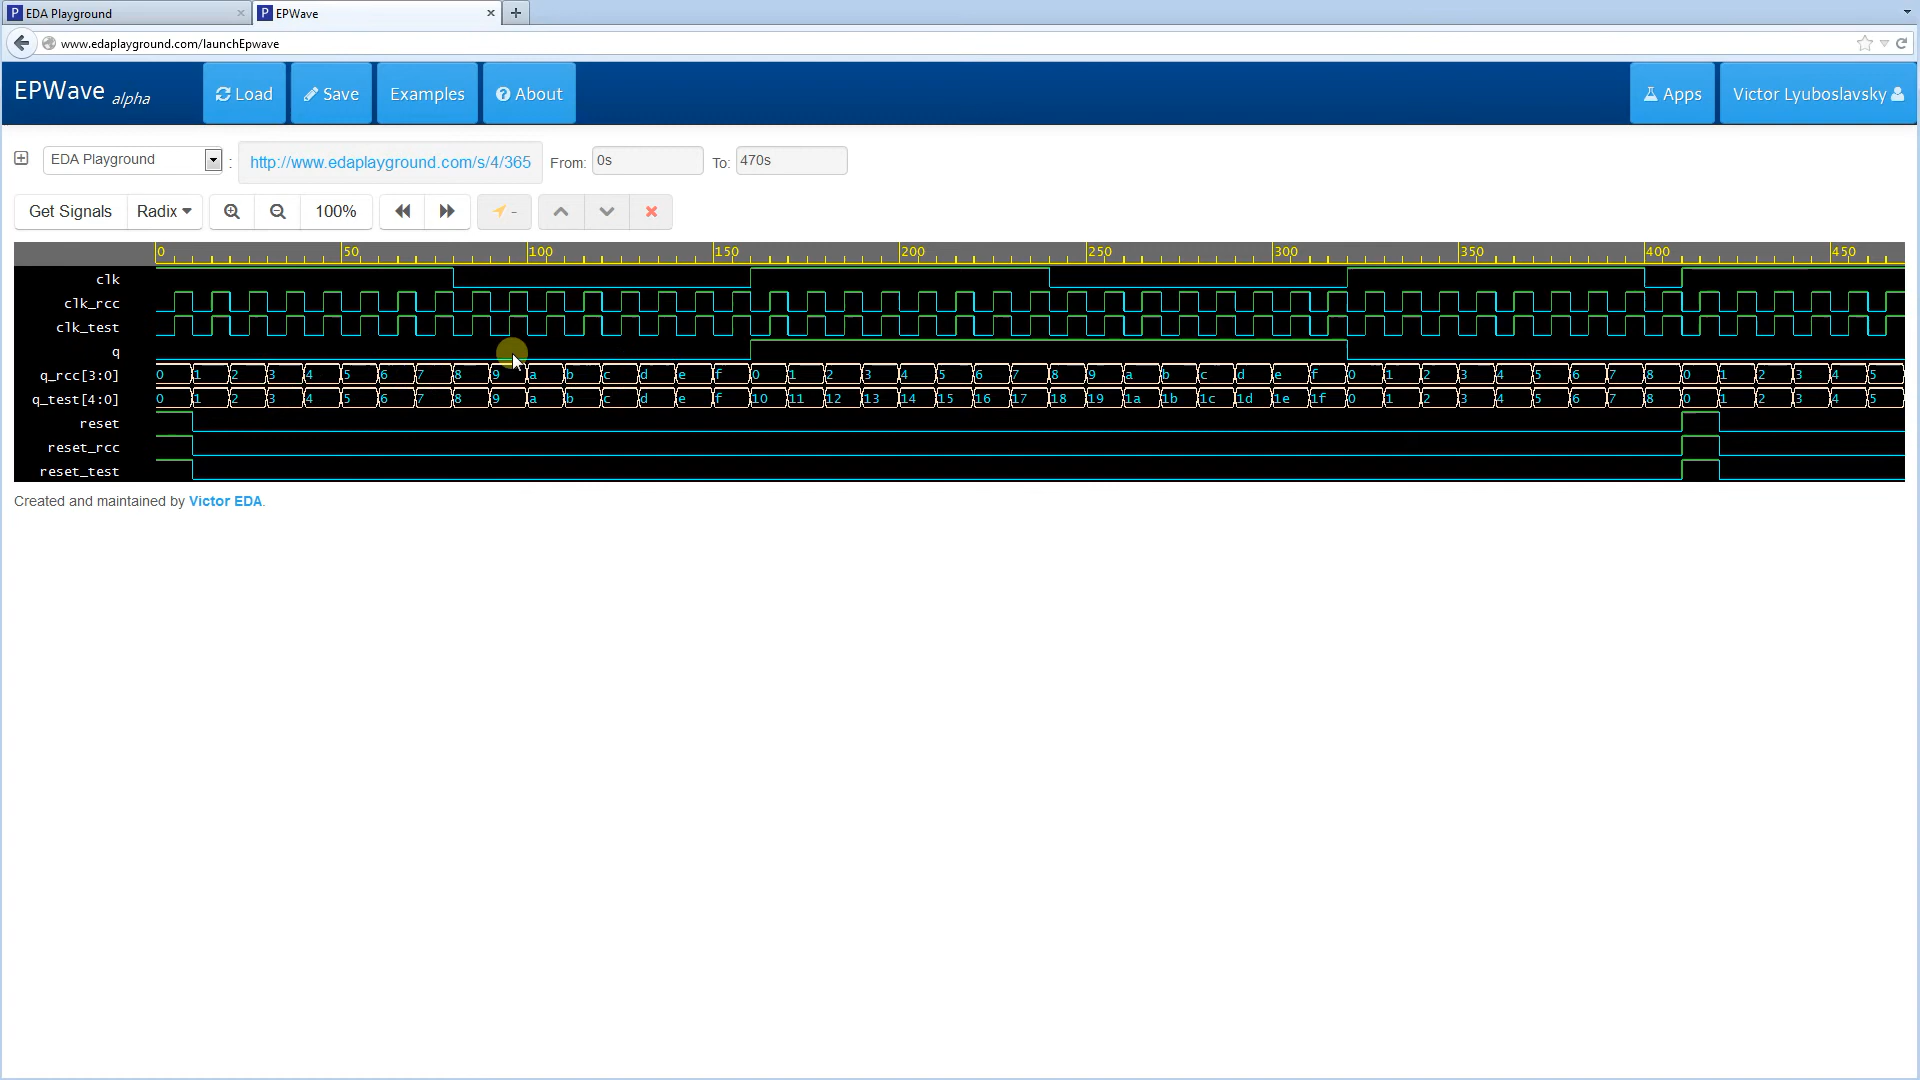 EDA Playground
EPWave
www.edaplayground.com/launchEpwave
EPWave alpha
Load
Save
Examples
About
Apps
Victor Lyuboslavsky
EDA Playground : http://www.edaplayground.com/s/4/365 From: 0s To: 470s
Get Signals Radix 100% -
0 50 100 150 200 250 300 350 400 450
clk
clk_rcc
clk_test
q
q_rcc[3:0] 0 1 2 3 4 5 6 7 8 9 a b c d e f 0 1 2 3 4 5 6 7 8 9 a b c d e f 0 1 2 3 4 5 6 7 8 0 1 2 3 4 5
q_test[4:0] 0 1 2 3 4 5 6 7 8 9 a b c d e f 10 11 12 13 14 15 16 17 18 19 1a 1b 1c 1d 1e 1f 0 1 2 3 4 5 6 7 8 0 1 2 3 4 5
reset
reset_rcc
reset_test
Created and maintained by Victor EDA.